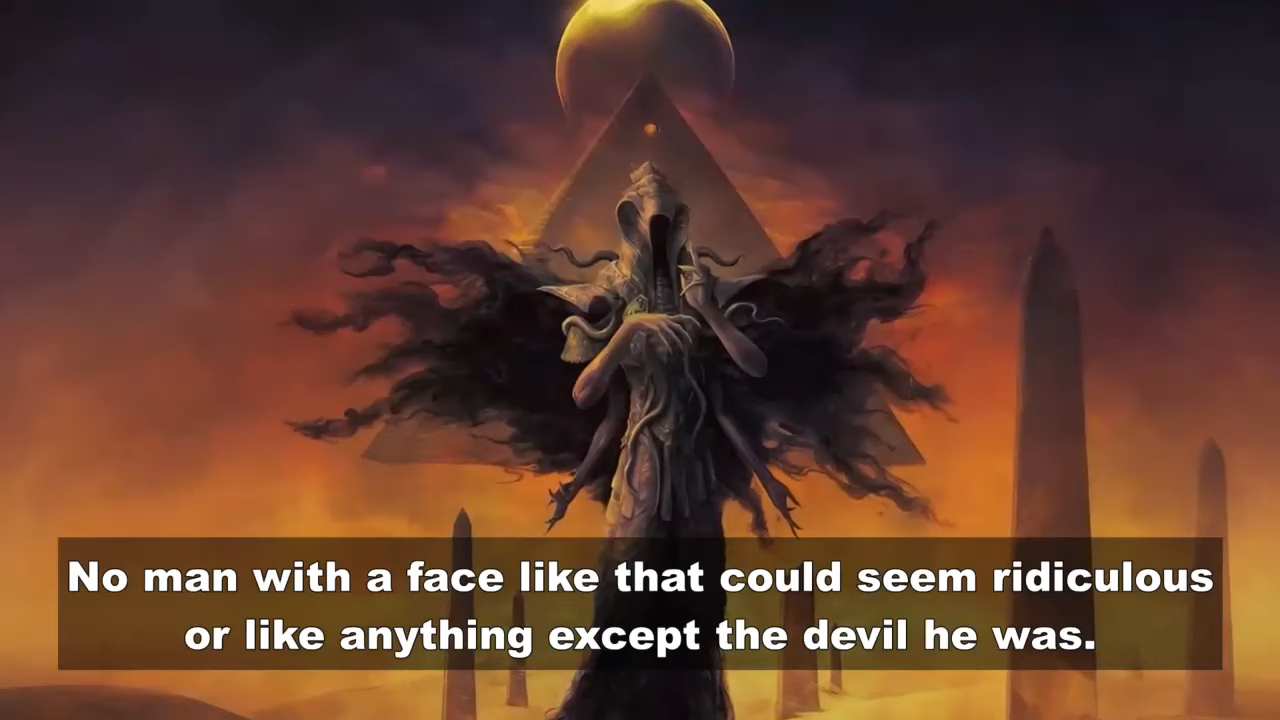 No man with a face like that could seem ridiculous
or like anything except the devil he was.